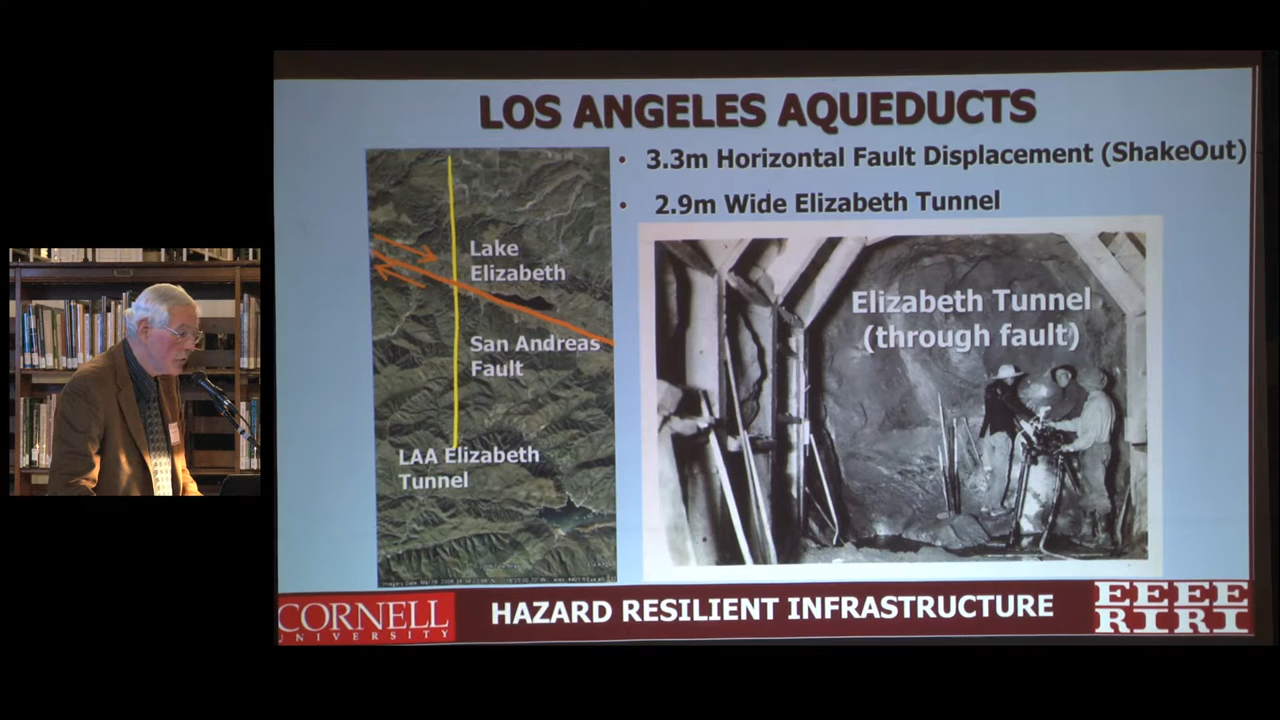 LOS ANGELES AQUEDUCTS
• 3.3m Horizontal Fault Displacement (ShakeOut)
• 2.9m Wide Elizabeth Tunnel
Lake
Elizabeth
San Andreas
Fault
LAA Elizabeth
Tunnel
Elizabeth Tunnel
(through fault)
CORNELL
UNIVERSITY
HAZARD RESILIENT INFRASTRUCTURE
EEEE
RIRI